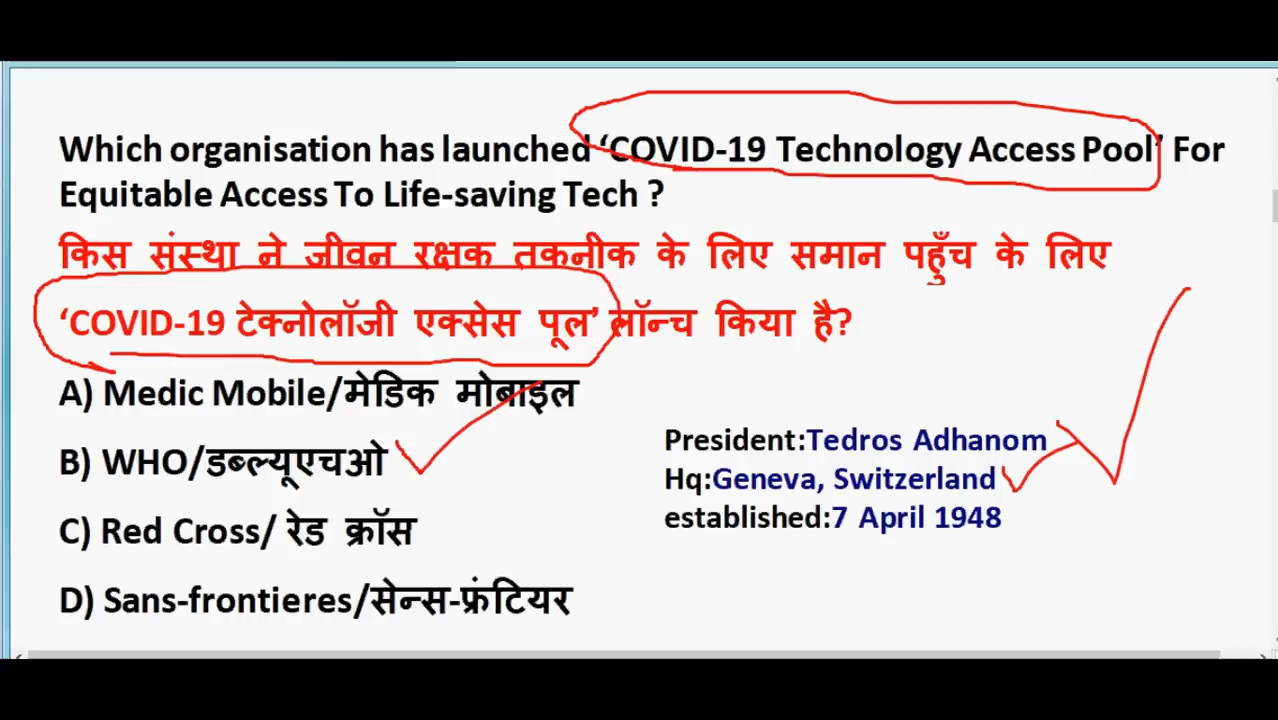 Which organisation has launched ‘COVID-19 Technology Access Pool’ For
Equitable Access To Life-saving Tech ?
किस संस्था ने जीवन रक्षक तकनीक के लिए समान पहुँच के लिए
‘COVID-19 टेक्नोलॉजी एक्सेस पूल’ लॉन्च किया है?
A) Medic Mobile/मेडिक मोबाइल
B) WHO/डब्ल्यूएचओ
C) Red Cross/ रेड क्रॉस
D) Sans-frontieres/सेन्स-फ्रंटियर
President:Tedros Adhanom
Hq:Geneva, Switzerland
established:7 April 1948